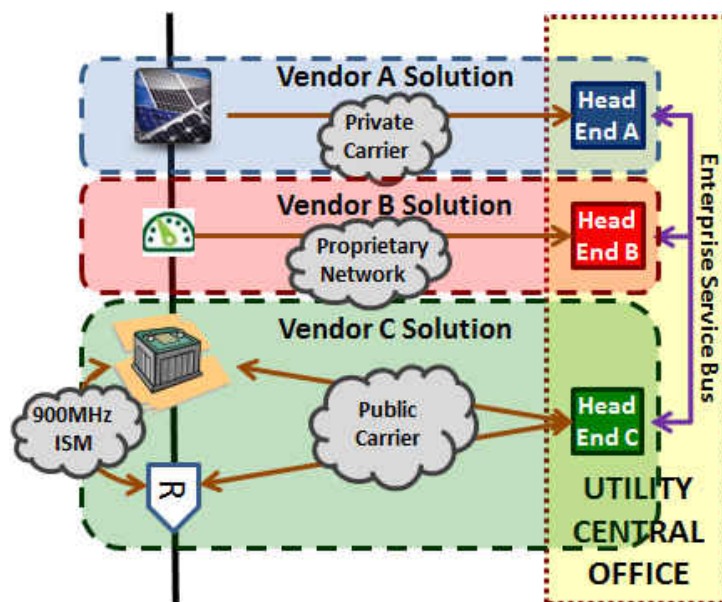 Vendor A Solution
Private
Carrier
Head
End A
Vendor B Solution
Proprietary
Network
Head
End B
Enterprise Service Bus
Vendor C Solution
900MHz
ISM
Public
Carrier
Head
End C
R
UTILITY
CENTRAL
OFFICE